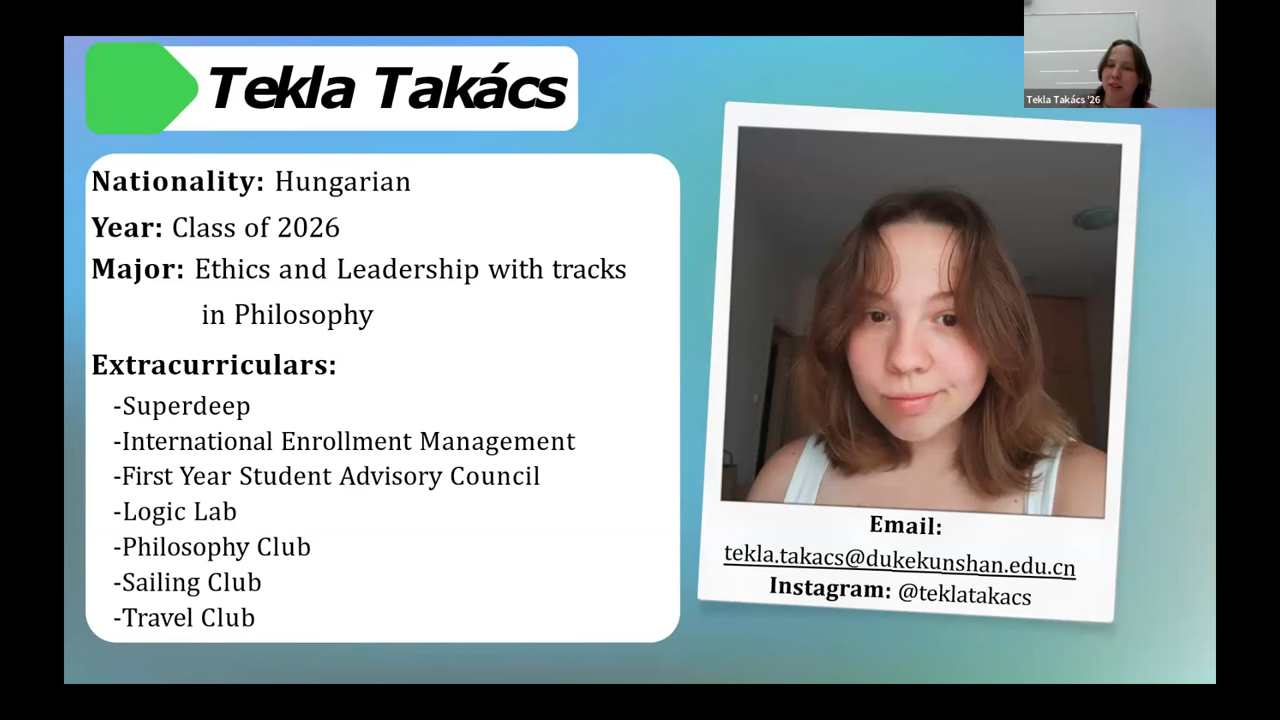 Tekla Takács
Nationality: Hungarian
Year: Class of 2026
Major: Ethics and Leadership with tracks
in Philosophy
Extracurriculars:
-Superdeep
-International Enrollment Management
-First Year Student Advisory Council
-Logic Lab
-Philosophy Club
-Sailing Club
-Travel Club
Email:
tekla.takacs@dukekunshan.edu.cn
Instagram: @teklatakacs
Tekla Takács '26